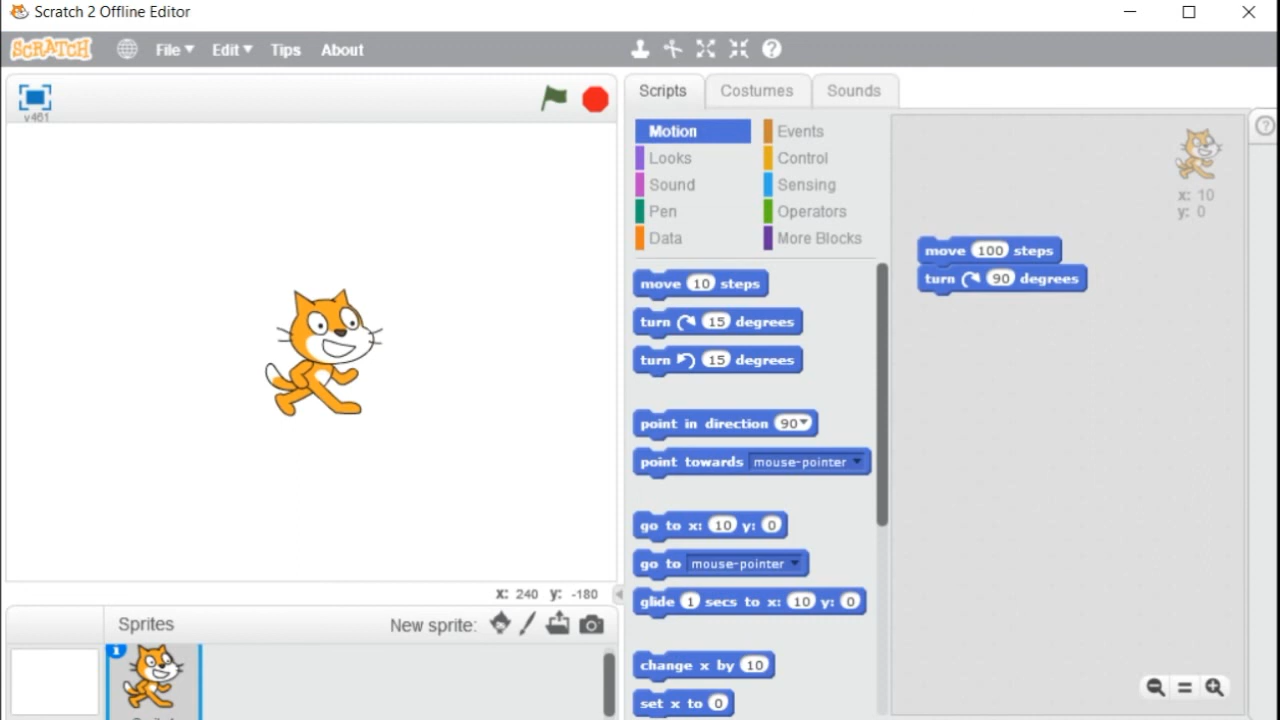 Scratch 2 Offline Editor
SCRATCH File Edit Tips About
v461
Scripts Costumes Sounds
Motion Events
Looks Control
Sound Sensing
Pen Operators
Data More Blocks
x: 10
y: 0
move 10 steps
turn 15 degrees
turn 15 degrees
point in direction 90
point towards mouse-pointer
go to x: 10 y: 0
go to mouse-pointer
glide 1 secs to x: 10 y: 0
change x by 10
set x to 0
move 100 steps
turn 90 degrees
x: 240 y: -180
Sprites New sprite:
1